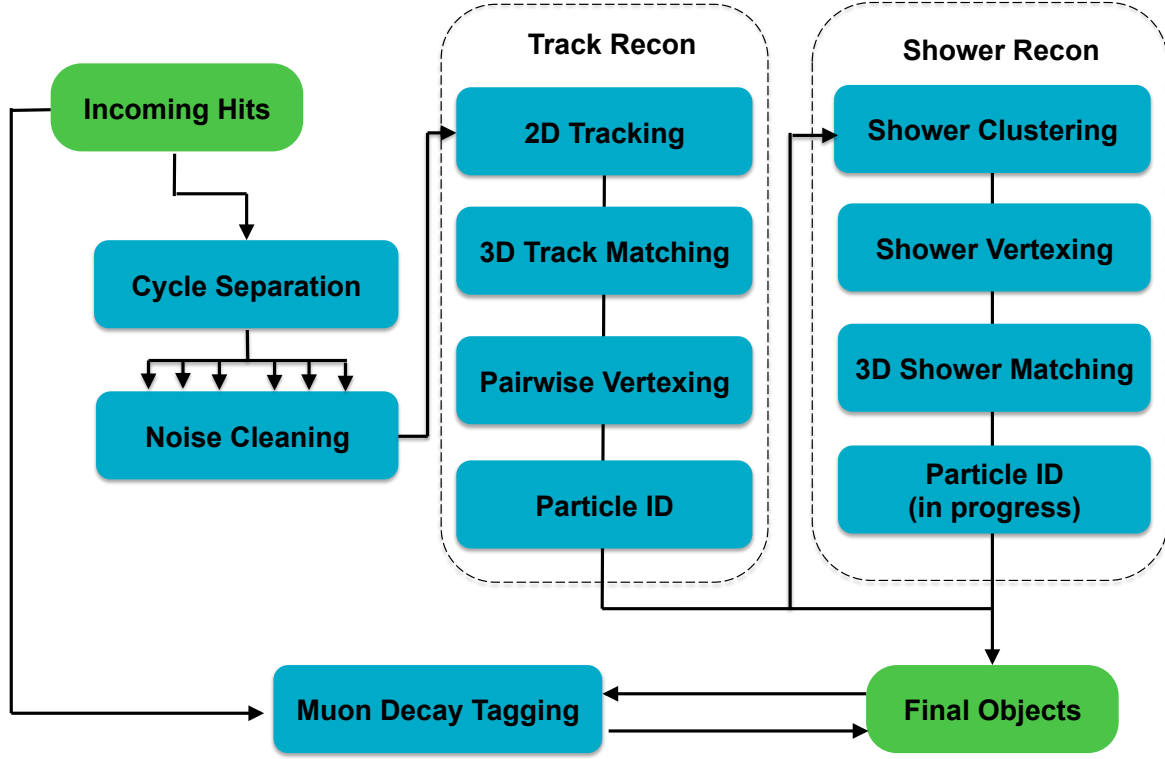 Incoming Hits
Cycle Separation
Noise Cleaning
Track Recon
2D Tracking
3D Track Matching
Pairwise Vertexing
Particle ID
Shower Recon
Shower Clustering
Shower Vertexing
3D Shower Matching
Particle ID
(in progress)
Muon Decay Tagging
Final Objects